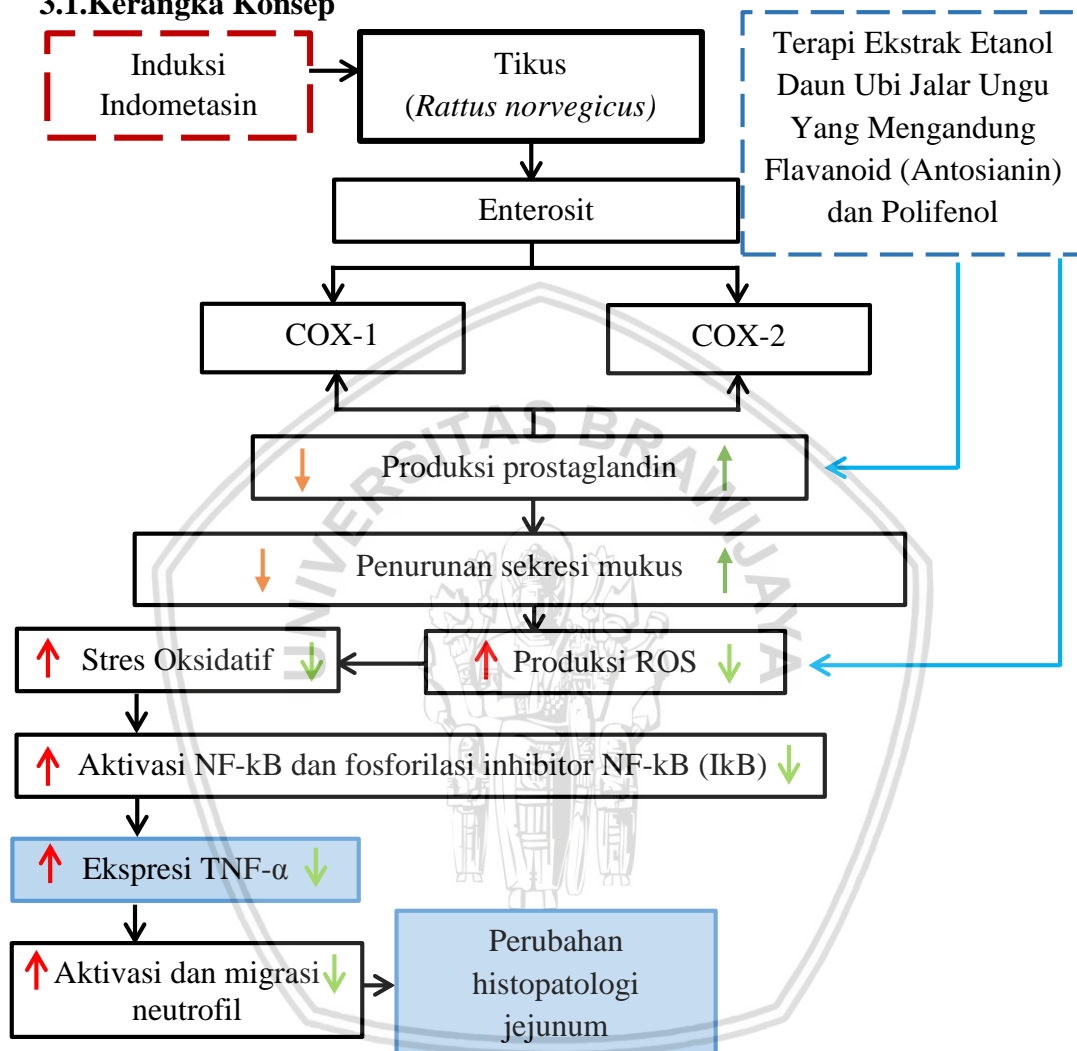 3.1.Kerangka Konsep
Induksi
Indometasin
Tikus
(Rattus norvegicus)
Terapi Ekstrak Etanol
Daun Ubi Jalar Ungu
Yang Mengandung
Flavanoid (Antosianin)
dan Polifenol
Enterosit
COX-1
COX-2
Produksi prostaglandin
Penurunan sekresi mukus
Stres Oksidatif
Produksi ROS
Aktivasi NF-kB dan fosforilasi inhibitor NF-kB (IkB)
Ekspresi TNF-α
Aktivasi dan migrasi
neutrofil
Perubahan
histopatologi
jejunum
UNIVERSITAS BRAWIJAYA